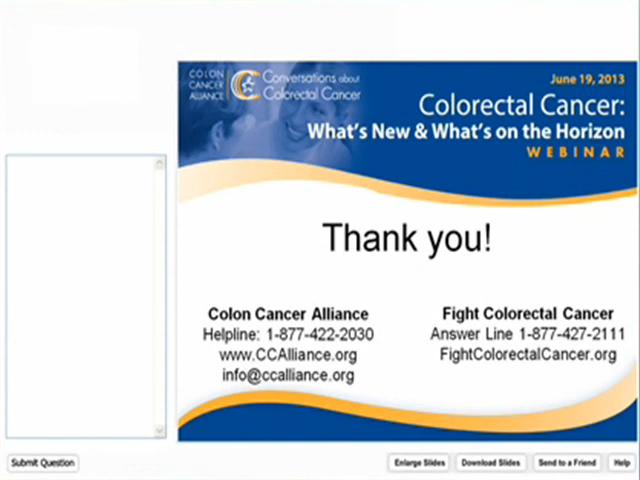 COLON
CANCER
ALLIANCE
Conversations about
Colorectal Cancer
June 19, 2013
Colorectal Cancer:
What's New & What's on the Horizon
WEBINAR
Thank you!
Colon Cancer Alliance
Helpline: 1-877-422-2030
www.CCAlliance.org
info@ccalliance.org
Fight Colorectal Cancer
Answer Line 1-877-427-2111
FightColorectalCancer.org
Submit Question
Enlarge Slides
Download Slides
Send to a Friend
Help